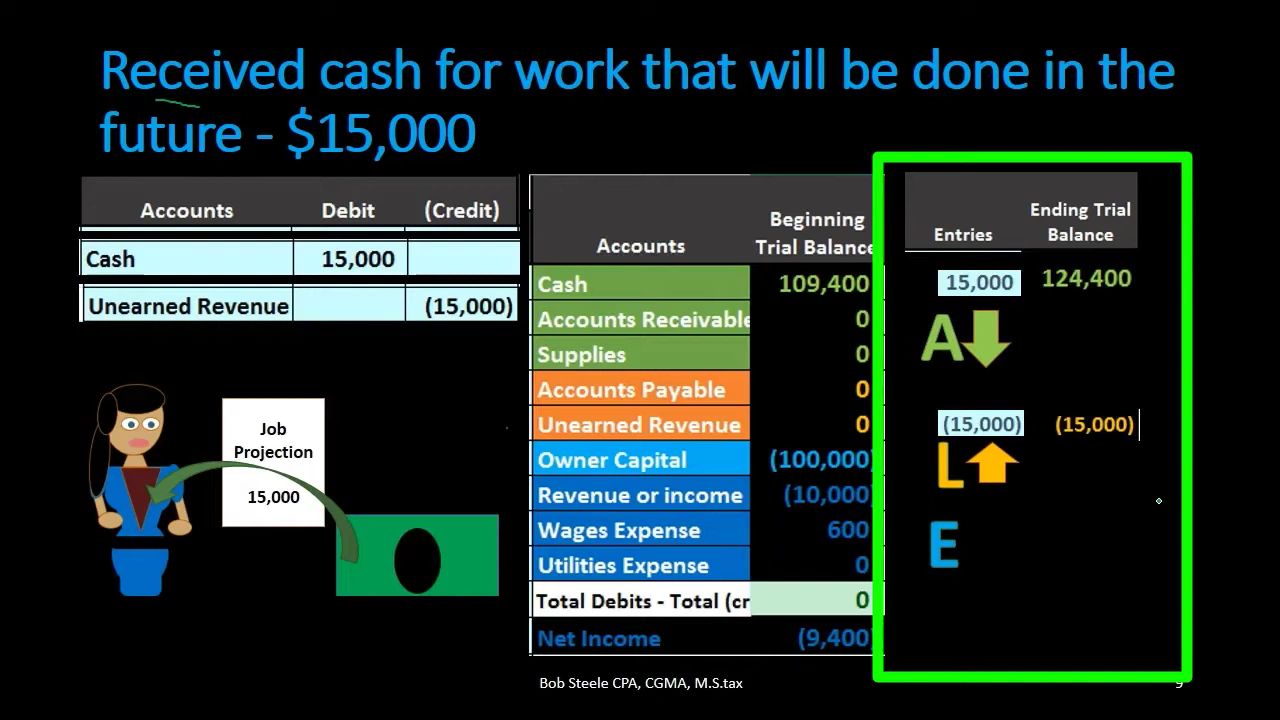 Received cash for work that will be done in the
future - $15,000
Accounts Debit (Credit)
Cash 15,000
Unearned Revenue (15,000)
Job
Projection
15,000
Accounts Beginning Trial Balance
Cash 109,400
Accounts Receivable 0
Supplies 0
Accounts Payable 0
Unearned Revenue 0
Owner Capital (100,000)
Revenue or income (10,000)
Wages Expense 600
Utilities Expense 0
Total Debits - Total (cr 0
Net Income (9,400)
Entries Ending Trial Balance
15,000 124,400
A
(15,000) (15,000)
L
E
Bob Steele CPA, CGMA, M.S.tax
9